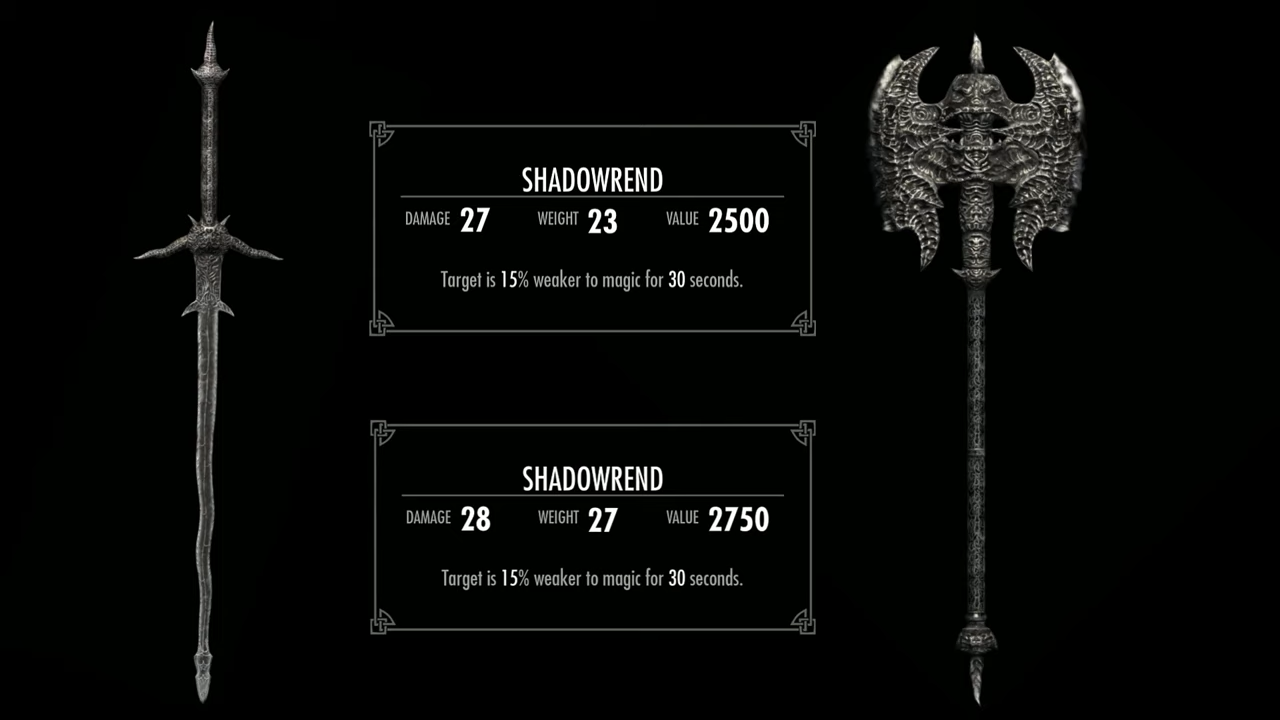 SHADOWREND
DAMAGE 27 WEIGHT 23 VALUE 2500
Target is 15% weaker to magic for 30 seconds.
SHADOWREND
DAMAGE 28 WEIGHT 27 VALUE 2750
Target is 15% weaker to magic for 30 seconds.